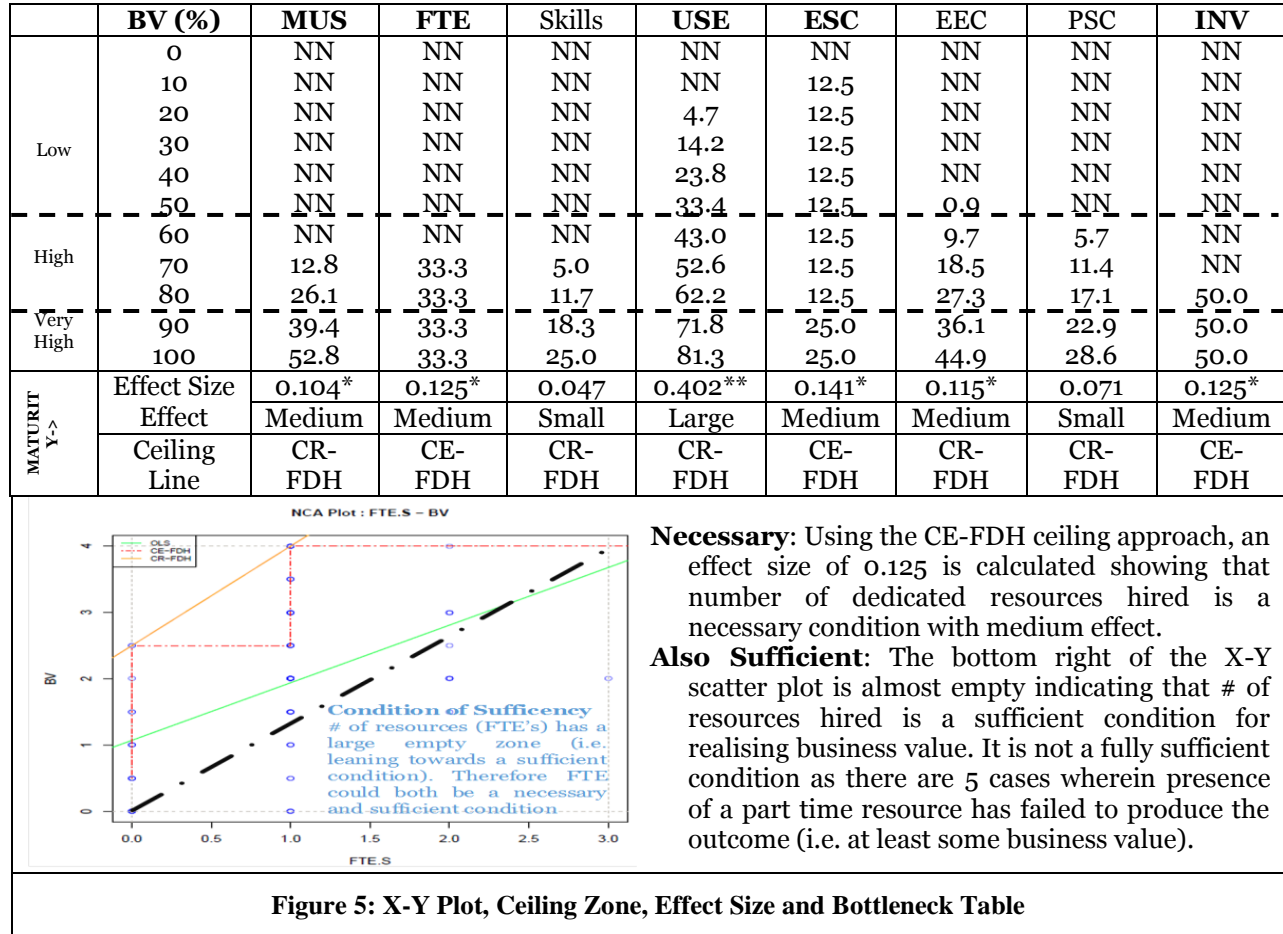 BV (%) MUS FTE Skills USE ESC EEC PSC INV
0 NN NN NN NN NN NN NN NN
10 NN NN NN NN 12.5 NN NN NN
20 NN NN NN 4.7 12.5 NN NN NN
Low 30 NN NN NN 14.2 12.5 NN NN NN
40 NN NN NN 23.8 12.5 NN NN NN
50 NN NN NN 33.4 12.5 0.9 NN NN
60 NN NN NN 43.0 12.5 9.7 5.7 NN
High 70 12.8 33.3 5.0 52.6 12.5 18.5 11.4 NN
80 26.1 33.3 11.7 62.2 12.5 27.3 17.1 50.0
Very High 90 39.4 33.3 18.3 71.8 25.0 36.1 22.9 50.0
100 52.8 33.3 25.0 81.3 25.0 44.9 28.6 50.0
MATURIT
Y->
Effect Size 0.104* 0.125* 0.047 0.402** 0.141* 0.115* 0.071 0.125*
Effect Medium Medium Small Large Medium Medium Small Medium
Ceiling CR- CE- CR- CR- CE- CR- CR- CE-
Line FDH FDH FDH FDH FDH FDH FDH FDH
NCA Plot : FTE.S – BV
OLS
CE-FDH
CR-FDH
4
3
2
1
0
BV
Condition of Sufficency
# of resources (FTE's) has a
large empty zone (i.e.
leaning towards a sufficient
condition). Therefore FTE
could both be a necessary
and sufficient condition
0.0 0.5 1.0 1.5 2.0 2.5 3.0
FTE.S
Necessary: Using the CE-FDH ceiling approach, an
effect size of 0.125 is calculated showing that
number of dedicated resources hired is a
necessary condition with medium effect.
Also Sufficient: The bottom right of the X-Y
scatter plot is almost empty indicating that # of
resources hired is a sufficient condition for
realising business value. It is not a fully sufficient
condition as there are 5 cases wherein presence
of a part time resource has failed to produce the
outcome (i.e. at least some business value).
Figure 5: X-Y Plot, Ceiling Zone, Effect Size and Bottleneck Table